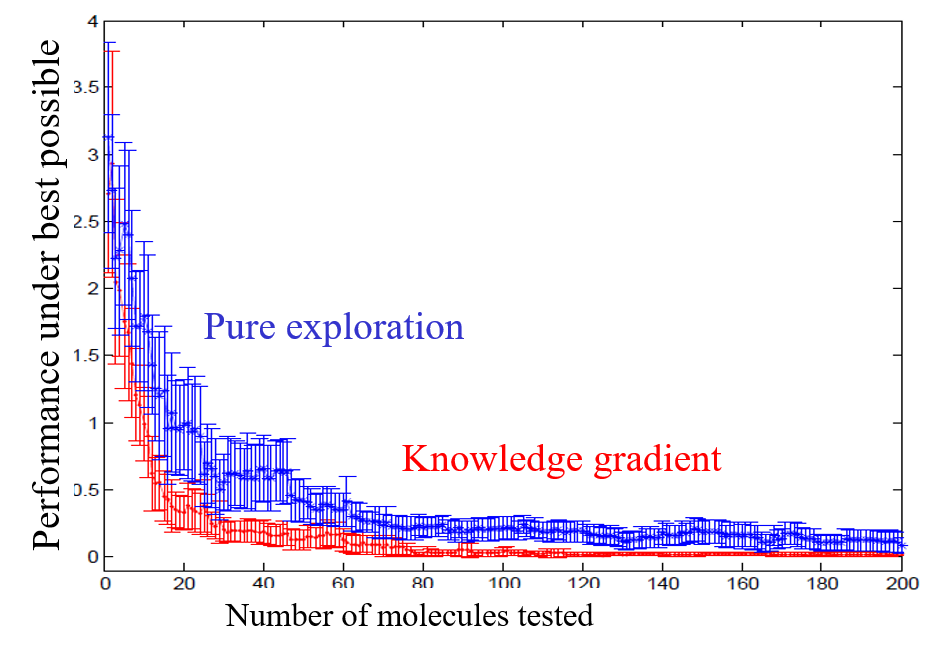 Performance under best possible
4
3.5
3
2.5
2
1.5
1
0.5
0
Pure exploration
Knowledge gradient
0 20 40 60 80 100 120 140 160 180 200
Number of molecules tested